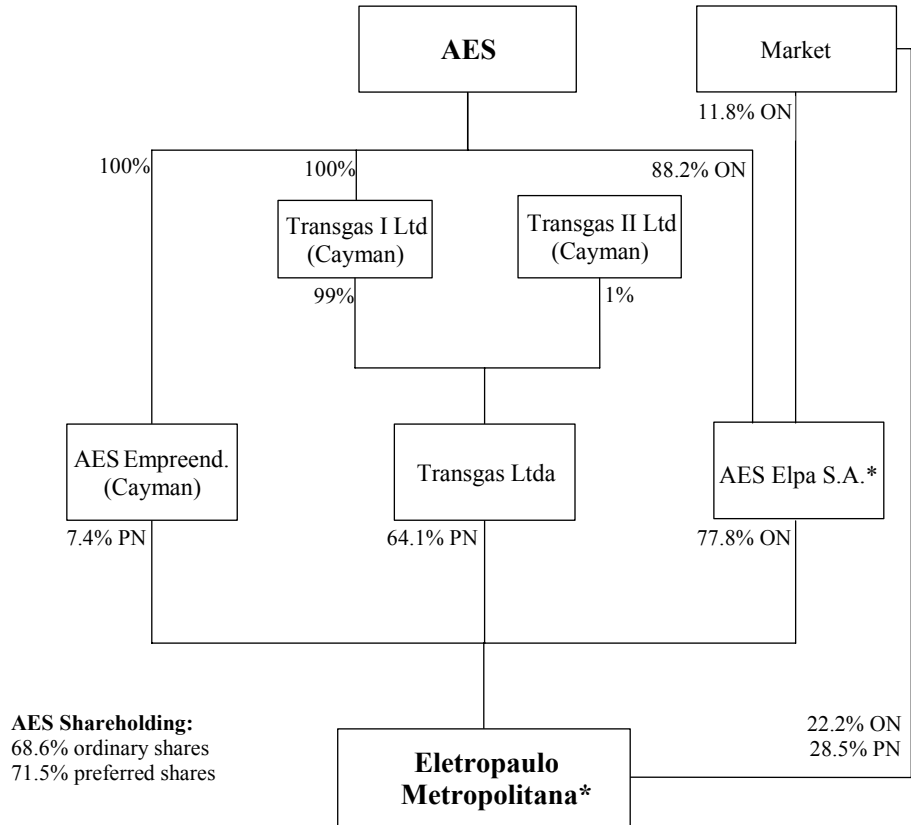 AES
Market
11.8% ON
100%
100%
88.2% ON
Transgas I Ltd
(Cayman)
Transgas II Ltd
(Cayman)
99%
1%
AES Empreend.
(Cayman)
Transgas Ltda
AES Elpa S.A.*
7.4% PN
64.1% PN
77.8% ON
AES Shareholding:
68.6% ordinary shares
71.5% preferred shares
Eletropaulo
Metropolitana*
22.2% ON
28.5% PN